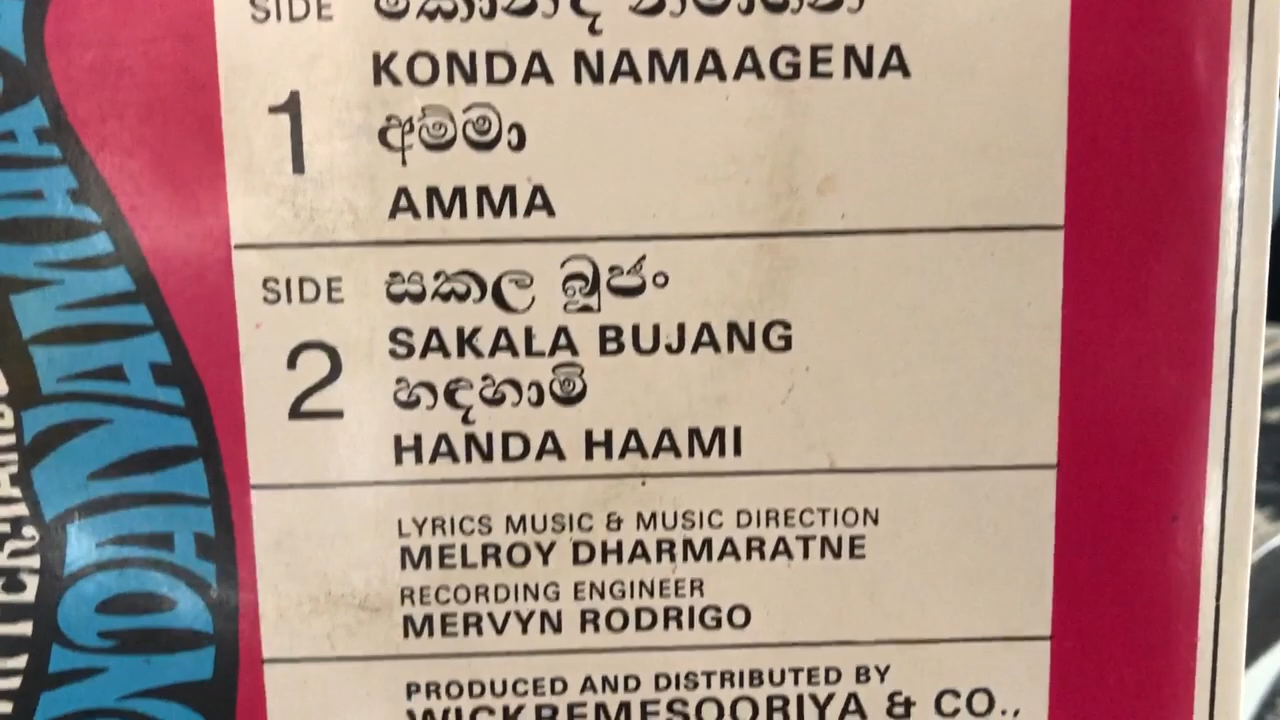 SIDE
1
KONDA NAMAAGENA
අම්මා
AMMA
SIDE
2
සකල බූජං
SAKALA BUJANG
හඳහාමි
HANDA HAAMI
LYRICS MUSIC & MUSIC DIRECTION
MELROY DHARMARATNE
RECORDING ENGINEER
MERVYN RODRIGO
PRODUCED AND DISTRIBUTED BY
WICKREMESOORIYA & CO.,